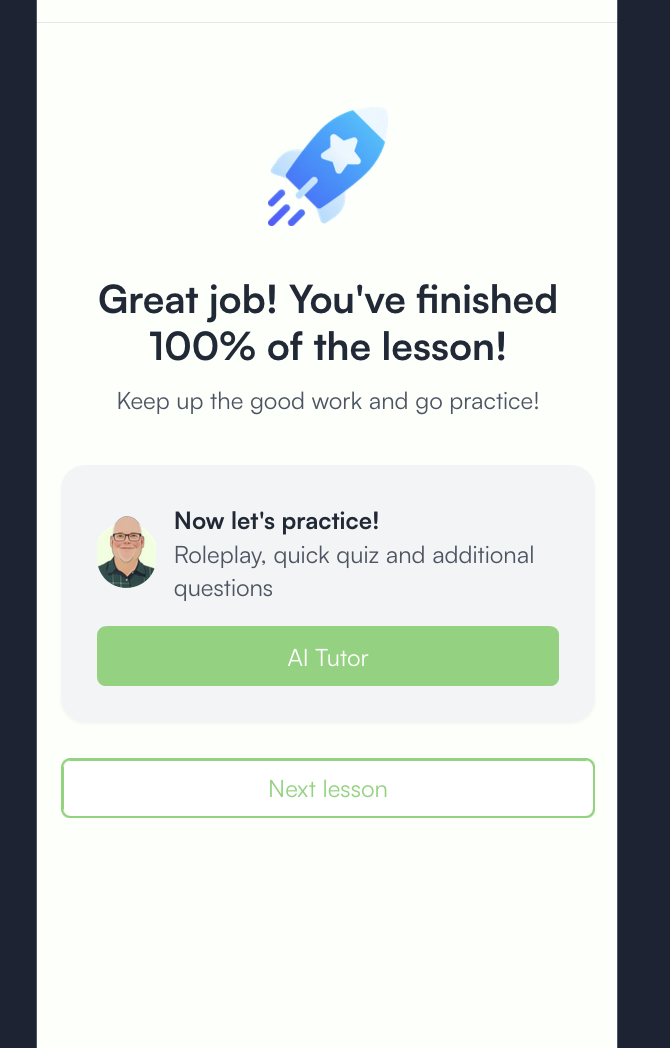 Great job! You've finished
100% of the lesson!
Keep up the good work and go practice!
Now let's practice!
Roleplay, quick quiz and additional
questions
AI Tutor
Next lesson